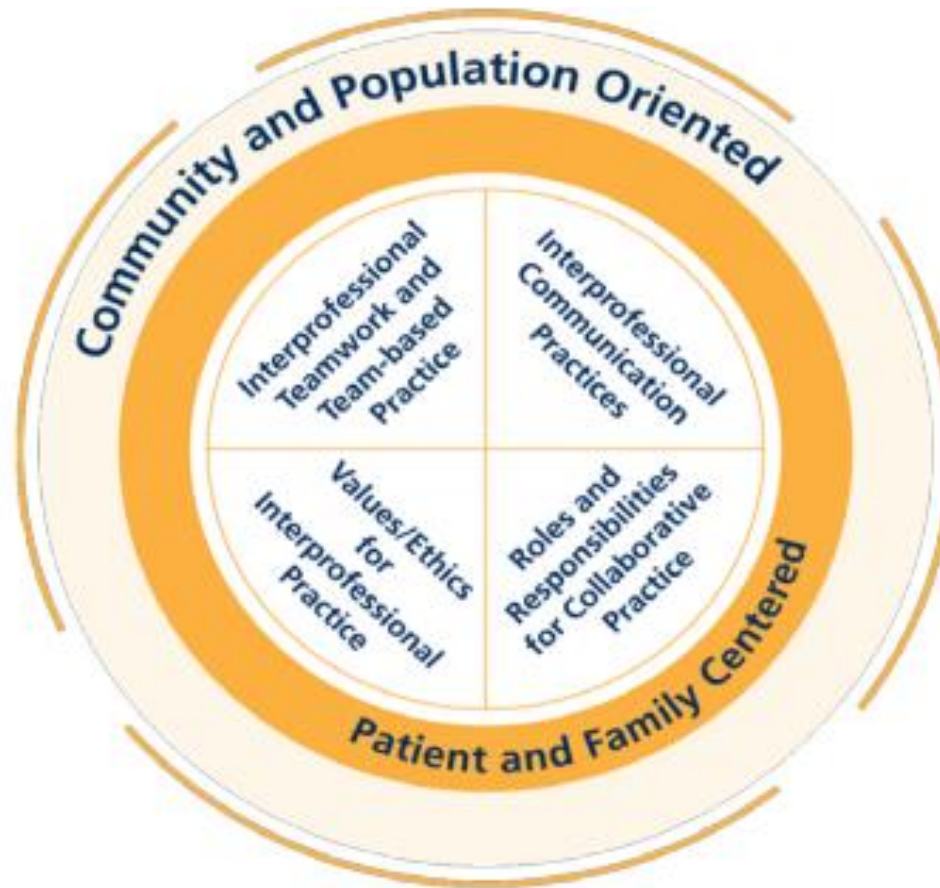 Community and Population Oriented
Interprofessional
Teamwork and
Team-based
Practice
Interprofessional
Communication
Practices
Values/Ethics
for
Interprofessional
Practice
Roles and
Responsibilities
for Collaborative
Practice
Patient and Family Centered